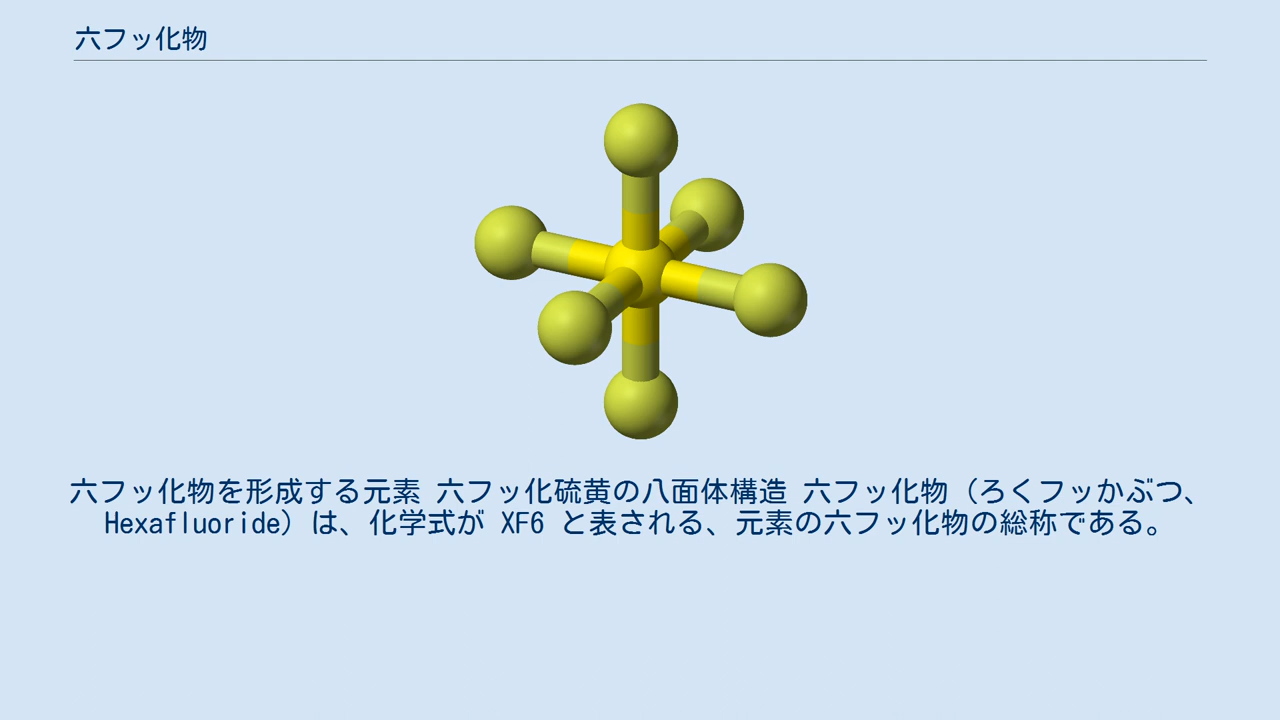 六フッ化物
六フッ化物を形成する元素 六フッ化硫黄の八面体構造 六フッ化物（ろくフッかぶつ、
Hexafluoride）は、化学式が XF6 と表される、元素の六フッ化物の総称である。